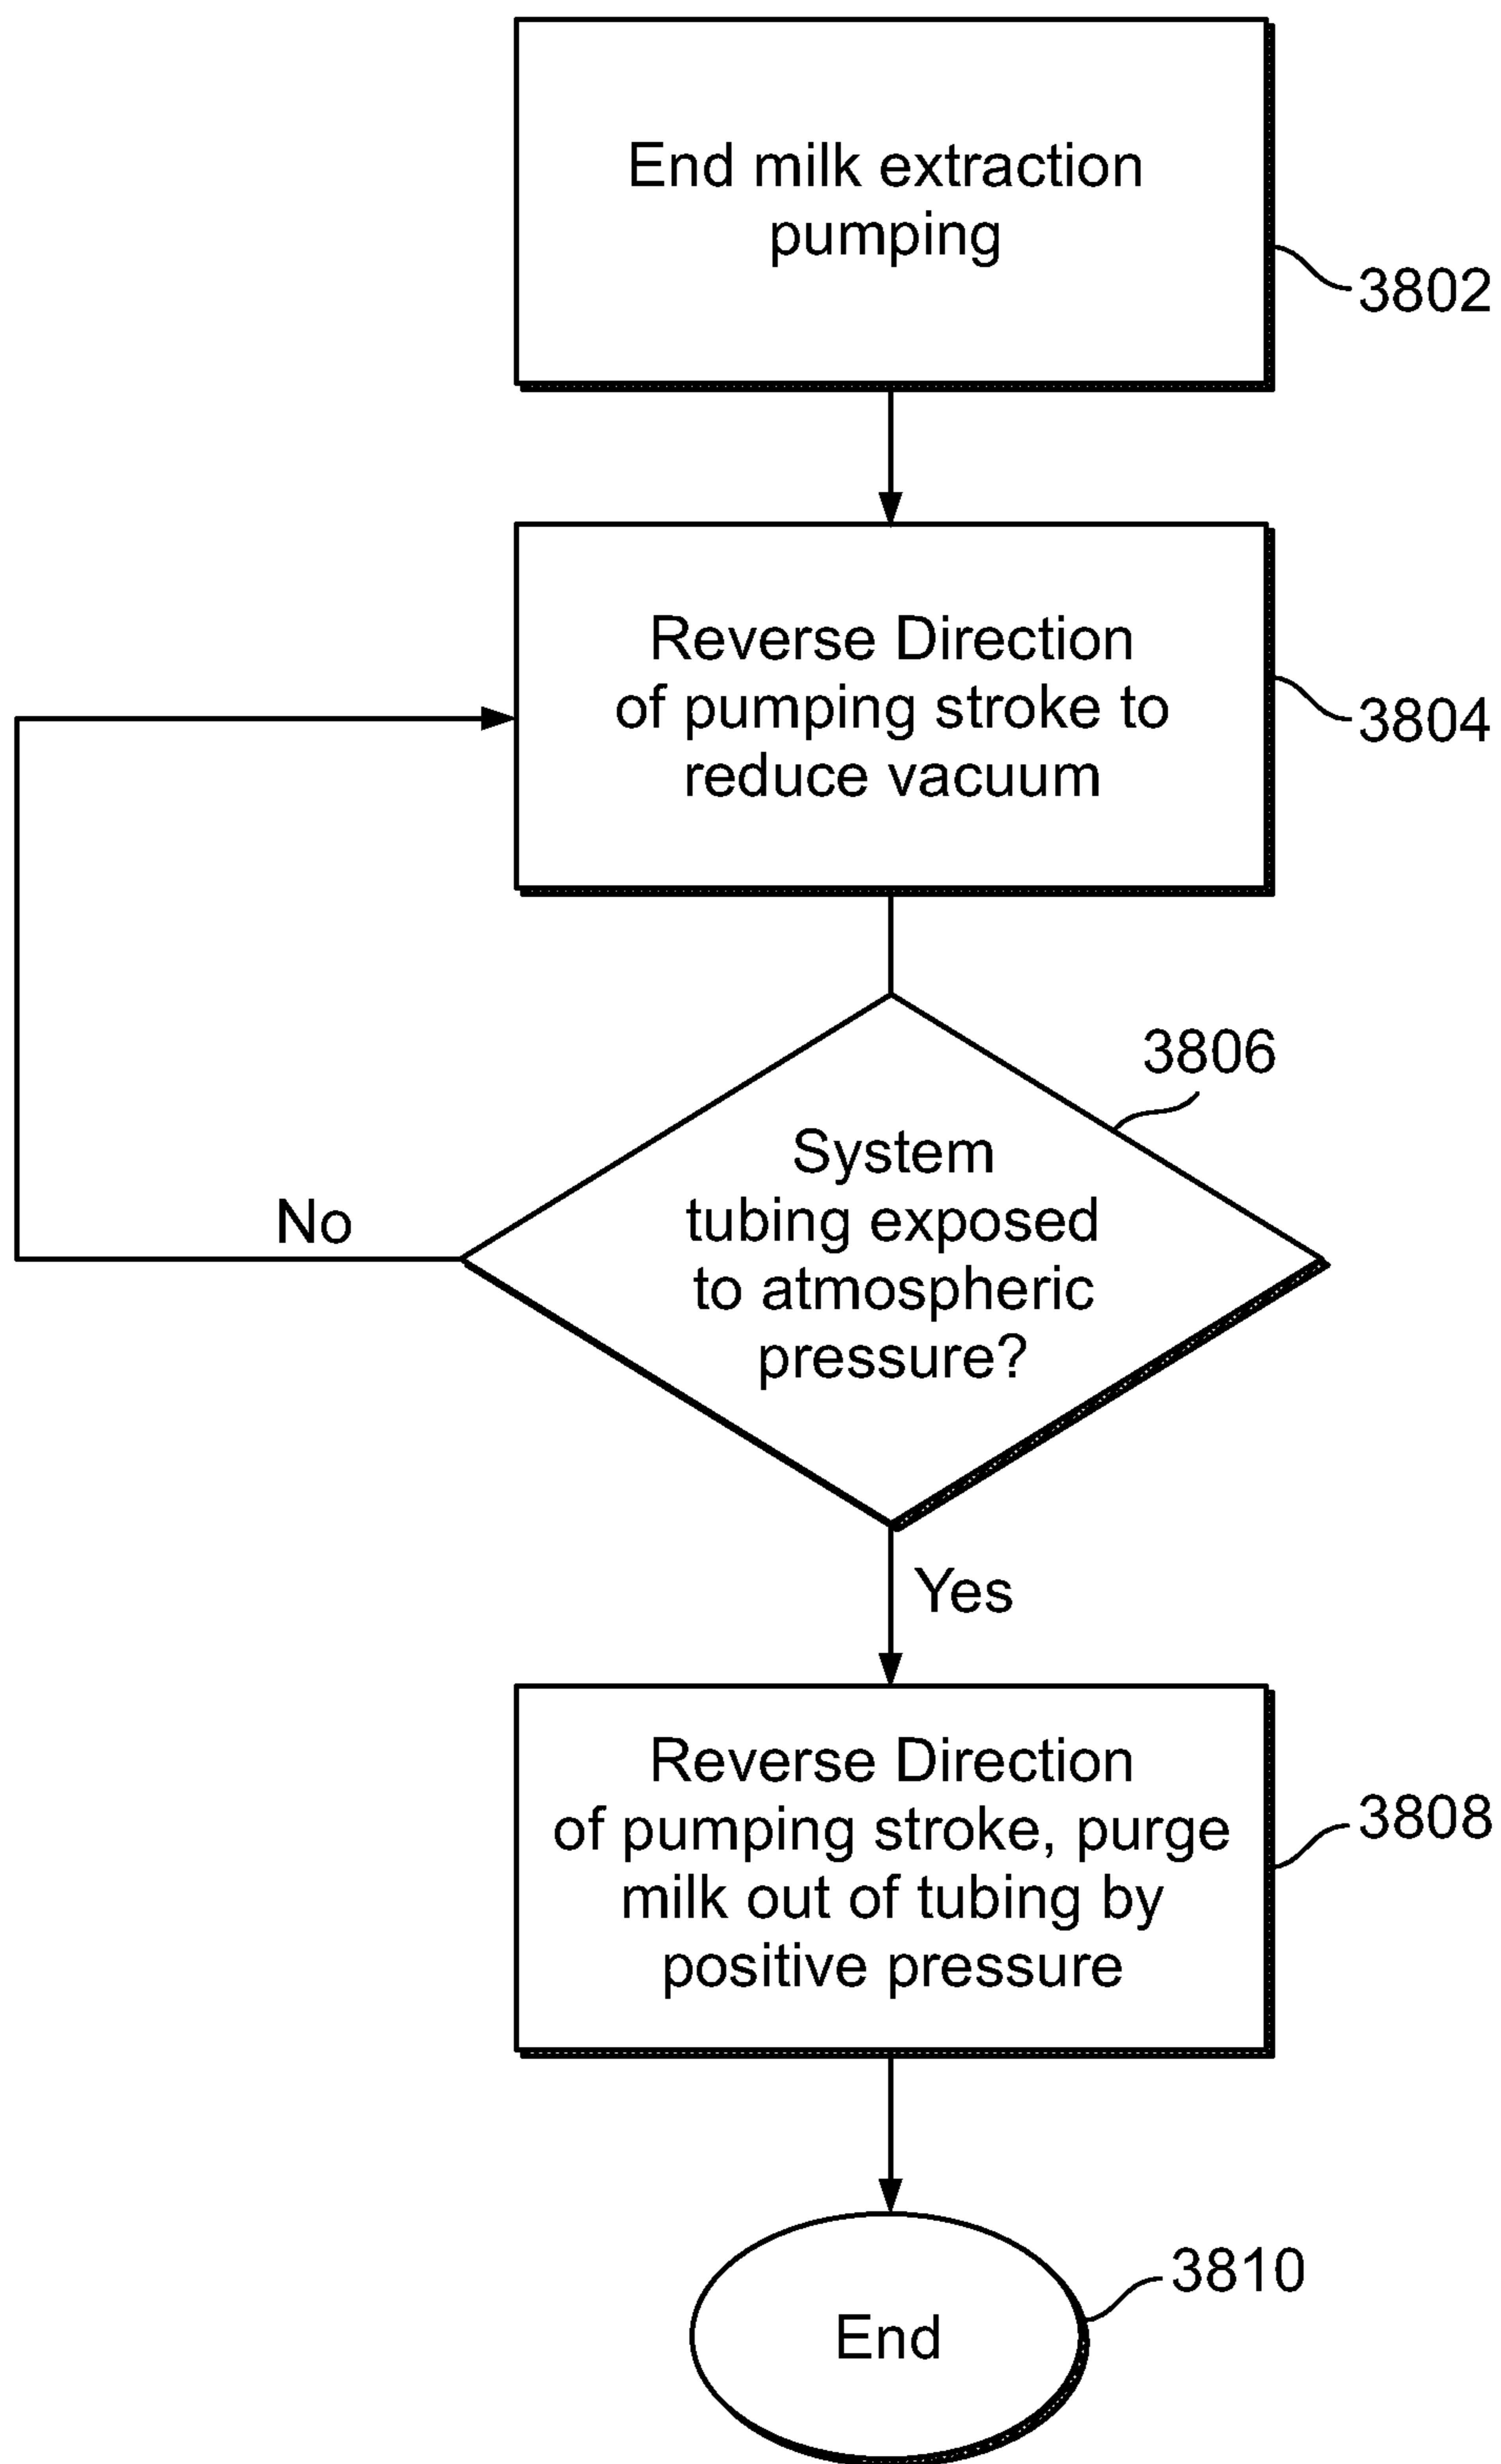 End milk extraction
pumping
3802
Reverse Direction
of pumping stroke to
reduce vacuum
3804
3806
System
tubing exposed
to atmospheric
pressure?
No
Yes
Reverse Direction
of pumping stroke, purge
milk out of tubing by
positive pressure
3808
3810
End